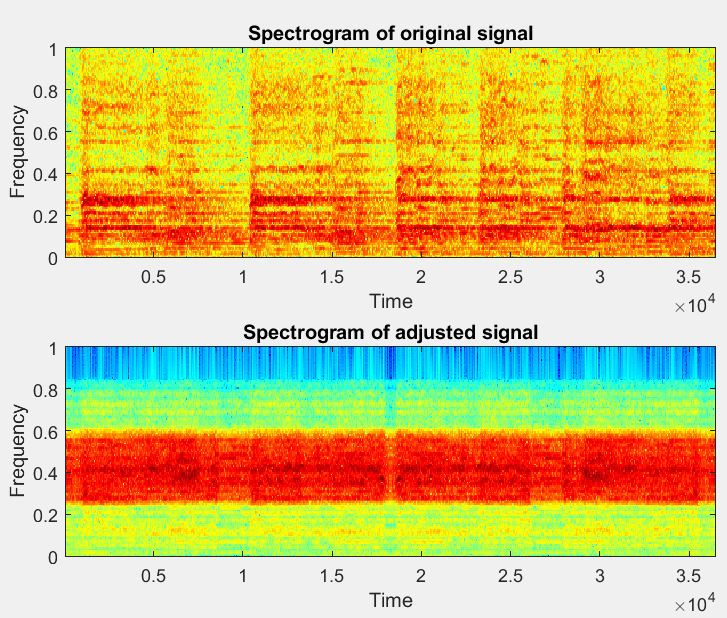 Spectrogram of original signal
1
0.8
0.6
0.4
0.2
0
Frequency
0.5 1 1.5 2 2.5 3 3.5
Time
×10^4
Spectrogram of adjusted signal
1
0.8
0.6
0.4
0.2
0
Frequency
0.5 1 1.5 2 2.5 3 3.5
Time
×10^4